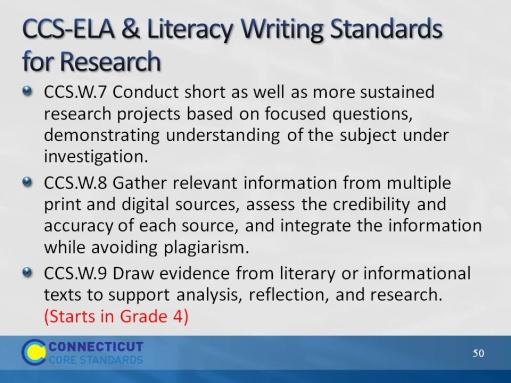 CCS-ELA & Literacy Writing Standards
for Research
CCS.W.7 Conduct short as well as more sustained
research projects based on focused questions,
demonstrating understanding of the subject under
investigation.
CCS.W.8 Gather relevant information from multiple
print and digital sources, assess the credibility and
accuracy of each source, and integrate the information
while avoiding plagiarism.
CCS.W.9 Draw evidence from literary or informational
texts to support analysis, reflection, and research.
(Starts in Grade 4)
CONNECTICUT
CORE STANDARDS
50